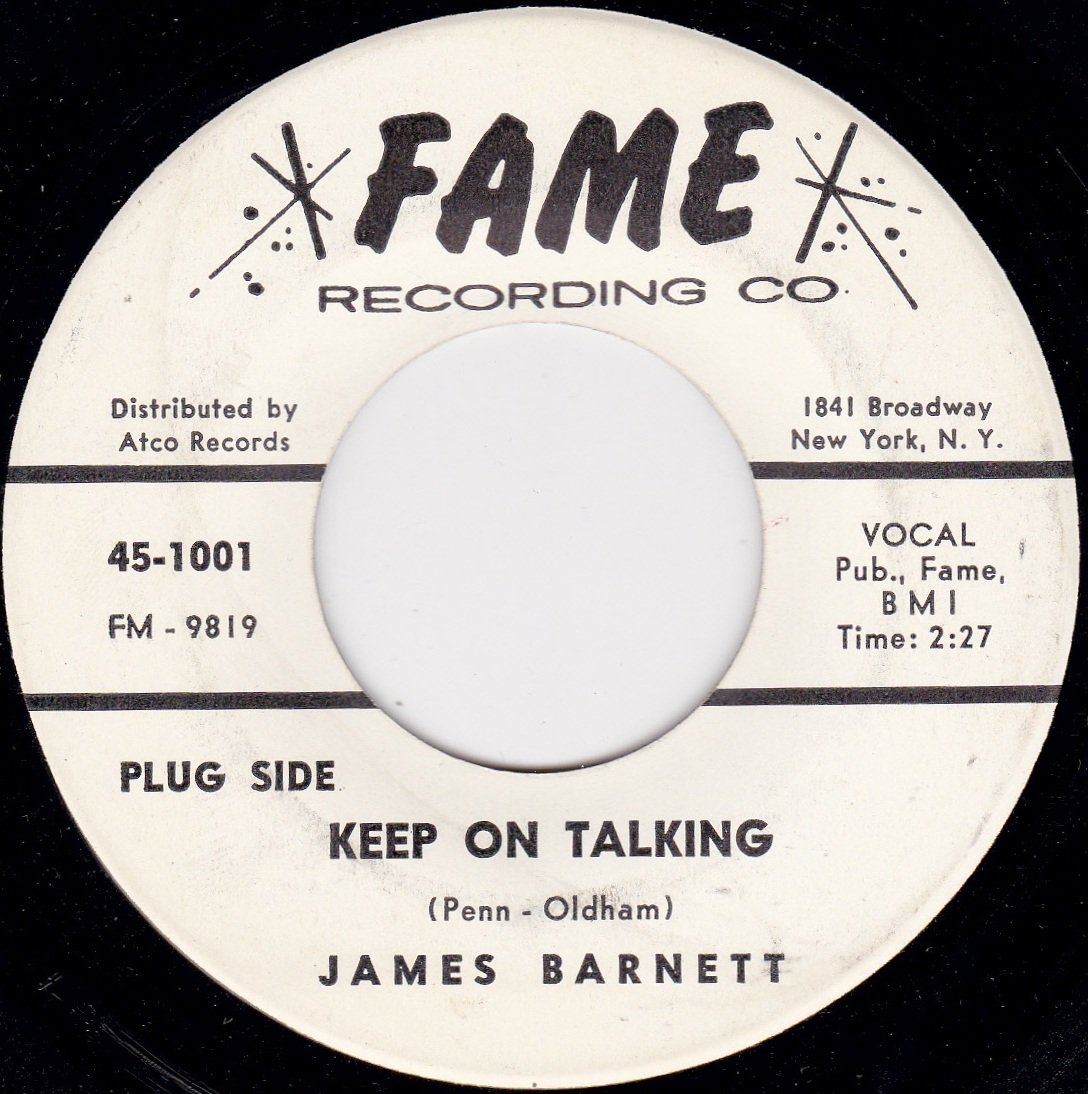 FAME
RECORDING CO.
Distributed by
Atco Records
1841 Broadway
New York, N. Y.
45-1001
FM - 9819
VOCAL
Pub., Fame,
B M I
Time: 2:27
PLUG SIDE
KEEP ON TALKING
(Penn - Oldham)
JAMES BARNETT